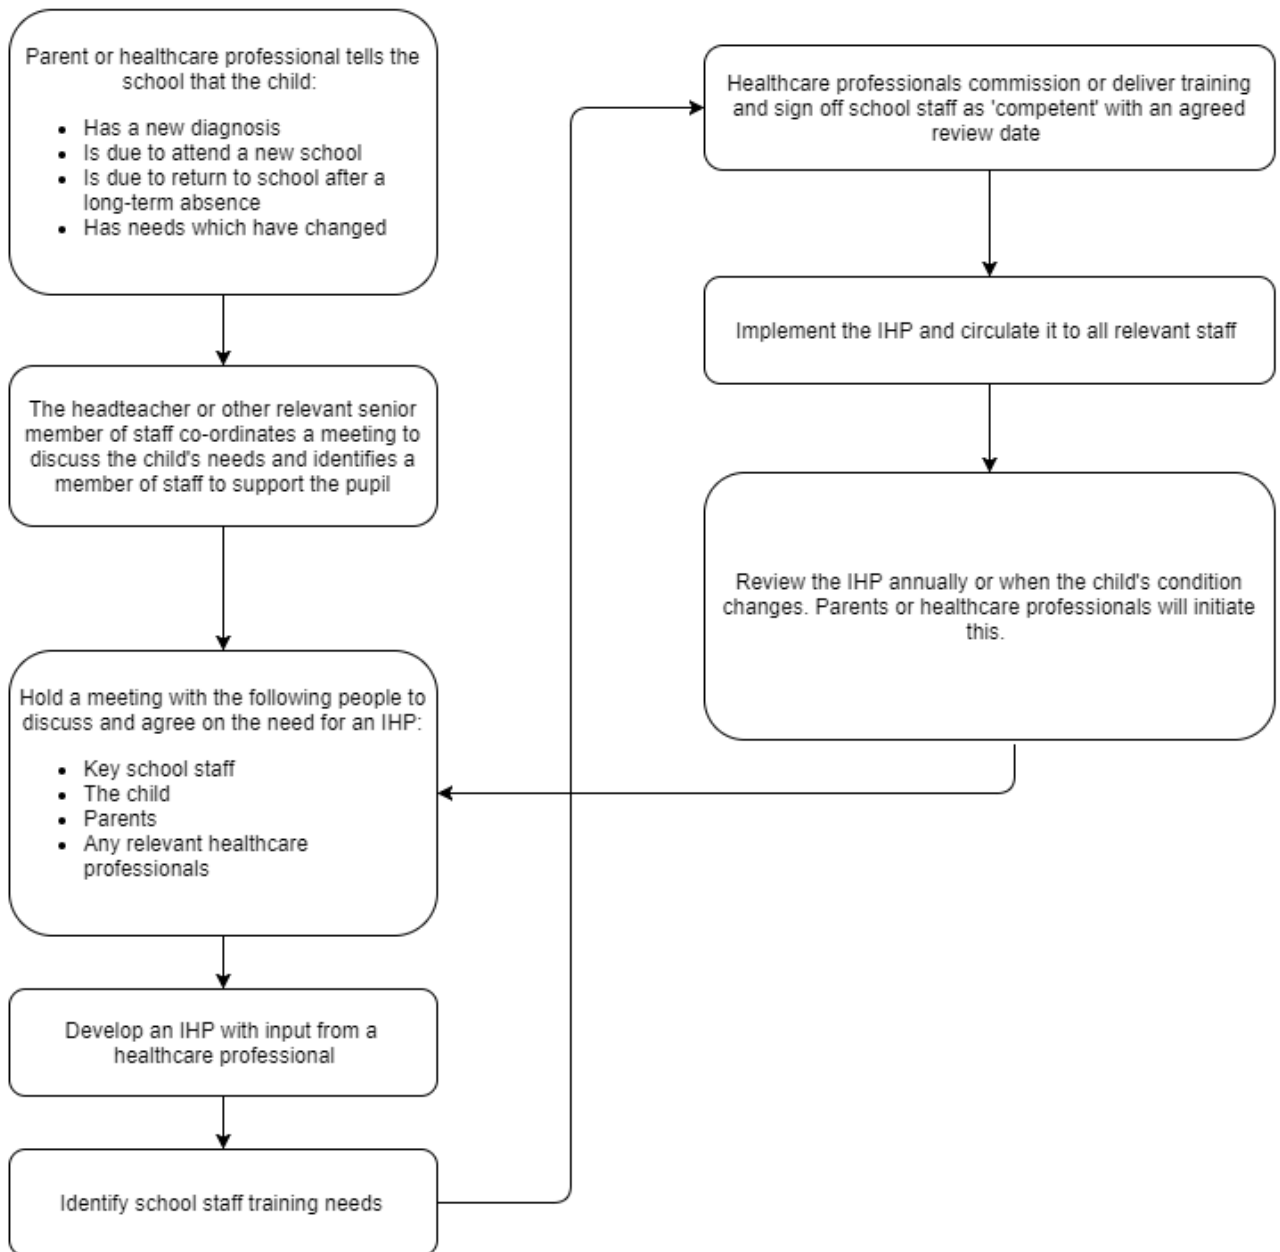 Parent or healthcare professional tells the
school that the child:
• Has a new diagnosis
• Is due to attend a new school
• Is due to return to school after a
long-term absence
• Has needs which have changed
The headteacher or other relevant senior
member of staff co-ordinates a meeting to
discuss the child's needs and identifies a
member of staff to support the pupil
Hold a meeting with the following people to
discuss and agree on the need for an IHP:
• Key school staff
• The child
• Parents
• Any relevant healthcare
professionals
Develop an IHP with input from a
healthcare professional
Identify school staff training needs
Healthcare professionals commission or deliver training
and sign off school staff as 'competent' with an agreed
review date
Implement the IHP and circulate it to all relevant staff
Review the IHP annually or when the child's condition
changes. Parents or healthcare professionals will initiate
this.